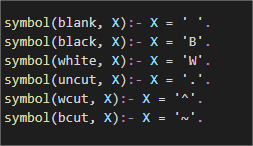 symbol(blank, X):- X = ' '.
symbol(black, X):- X = 'B'.
symbol(white, X):- X = 'W'.
symbol(uncut, X):- X = '.'.
symbol(wcut, X):- X = '^'.
symbol(bcut, X):- X = '~'.